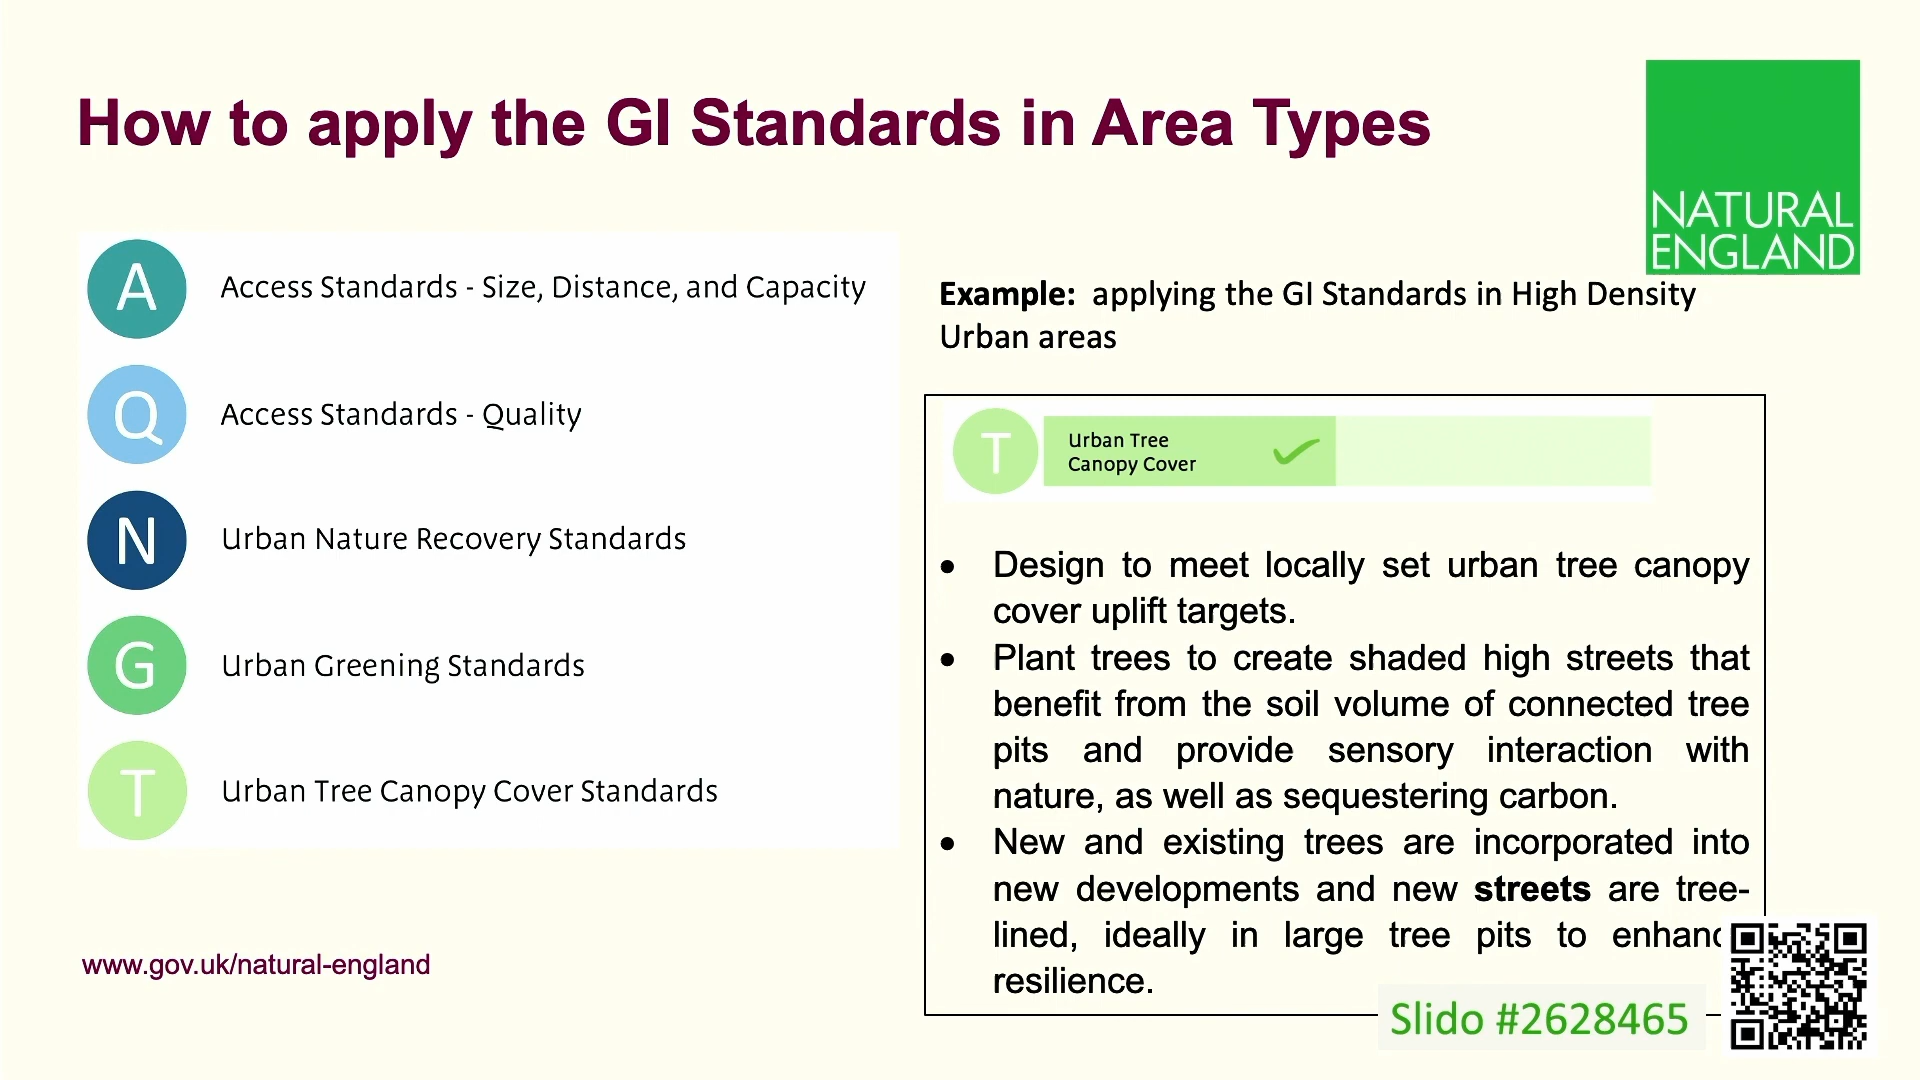 How to apply the GI Standards in Area Types
NATURAL
ENGLAND
A Access Standards - Size, Distance, and Capacity
Q Access Standards - Quality
N Urban Nature Recovery Standards
G Urban Greening Standards
T Urban Tree Canopy Cover Standards
www.gov.uk/natural-england
Example: applying the GI Standards in High Density
Urban areas
T Urban Tree
Canopy Cover
• Design to meet locally set urban tree canopy
cover uplift targets.
• Plant trees to create shaded high streets that
benefit from the soil volume of connected tree
pits and provide sensory interaction with
nature, as well as sequestering carbon.
• New and existing trees are incorporated into
new developments and new streets are tree-
lined, ideally in large tree pits to enhanc
resilience.
Slido #2628465